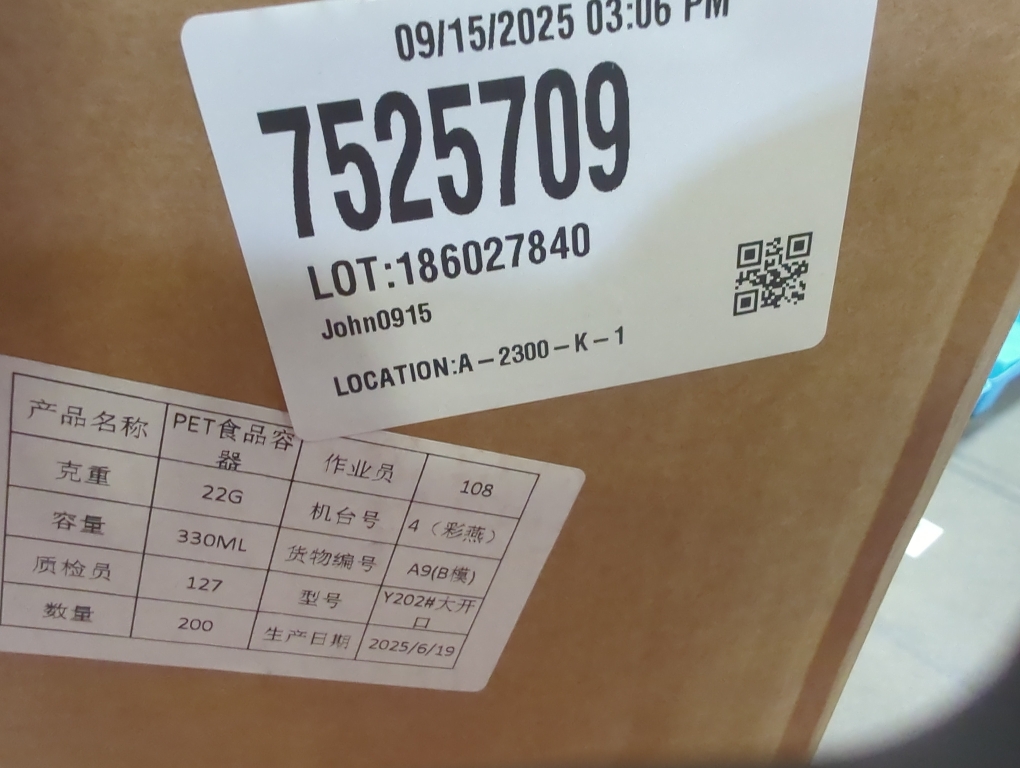 09/15/2025 03:06 PM
7525709
LOT:186027840
John0915
LOCATION:A-2300-K-1
产品名称 PET食品容器 作业员 108
克重 22G 机台号 4（彩燕）
容量 330ML 货物编号 A9(B模)
质检员 127 型号 Y202#大开口
数量 200 生产日期 2025/6/19